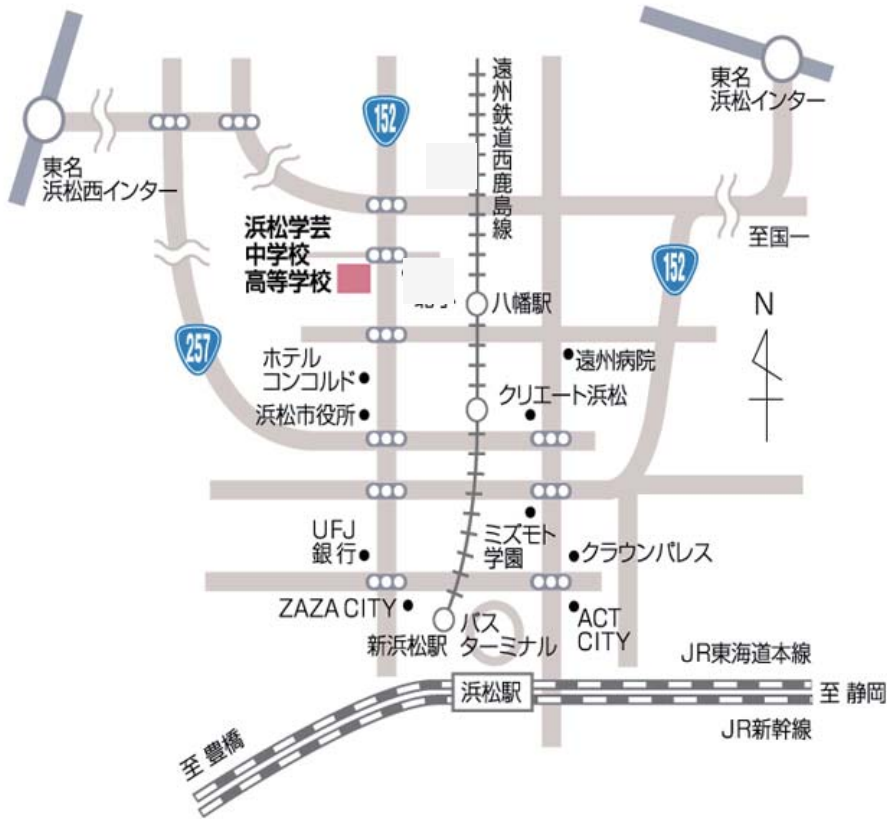 東名
浜松西インター
152
遠州鉄道西鹿島線
東名
浜松インター
至国一
浜松学芸
中学校
高等学校
152
N
八幡駅
257
ホテル
コンコルド
遠州病院
浜松市役所
クリエート浜松
UFJ
銀行
ミズモト
学園
クラウンパレス
ZAZA CITY
新浜松駅
バス
ターミナル
ACT
CITY
JR東海道本線
浜松駅
至 静岡
JR新幹線
至 豊橋